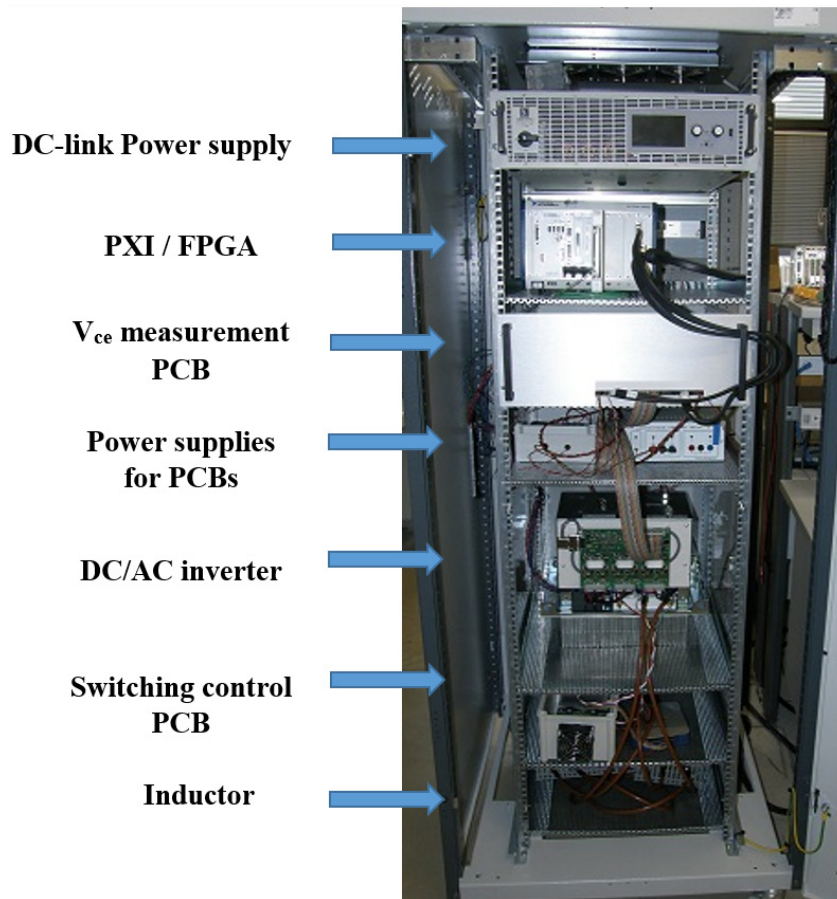 DC-link Power supply
PXI / FPGA
Vce measurement
PCB
Power supplies
for PCBs
DC/AC inverter
Switching control
PCB
Inductor